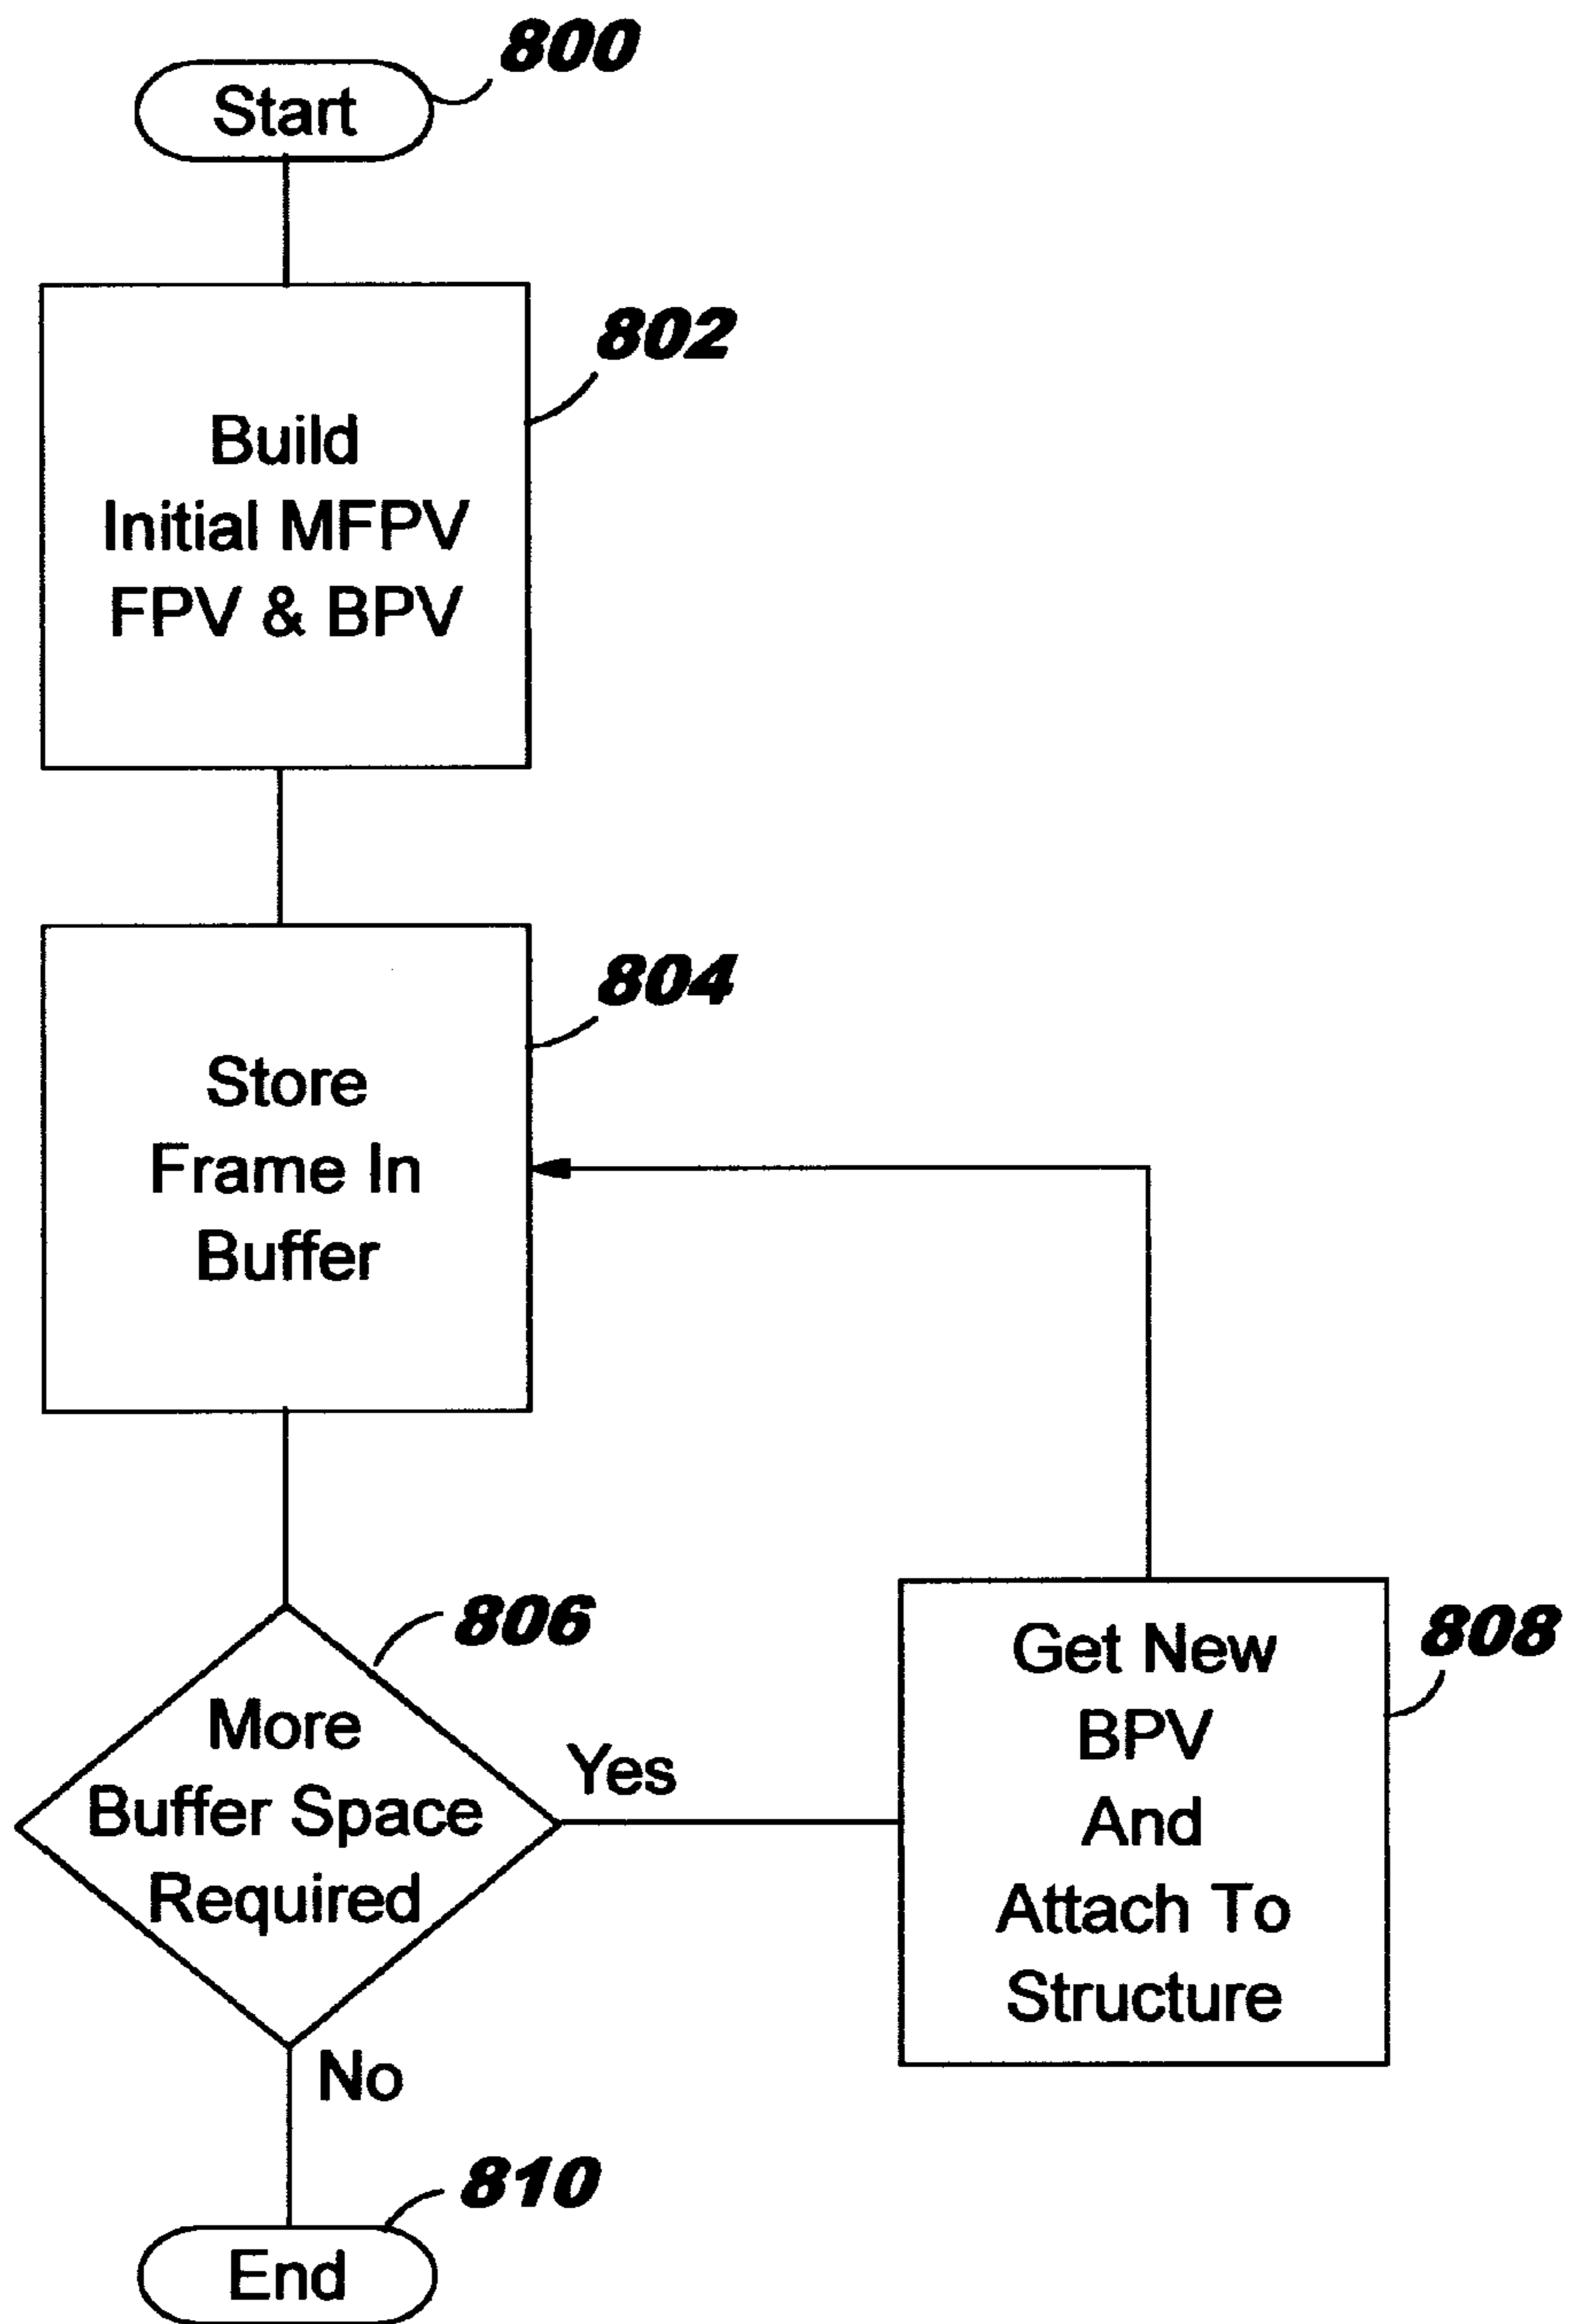 800
Start
802
Build
Initial MFPV
FPV & BPV
804
Store
Frame In
Buffer
806
More
Buffer Space
Required
Yes
808
Get New
BPV
And
Attach To
Structure
No
810
End